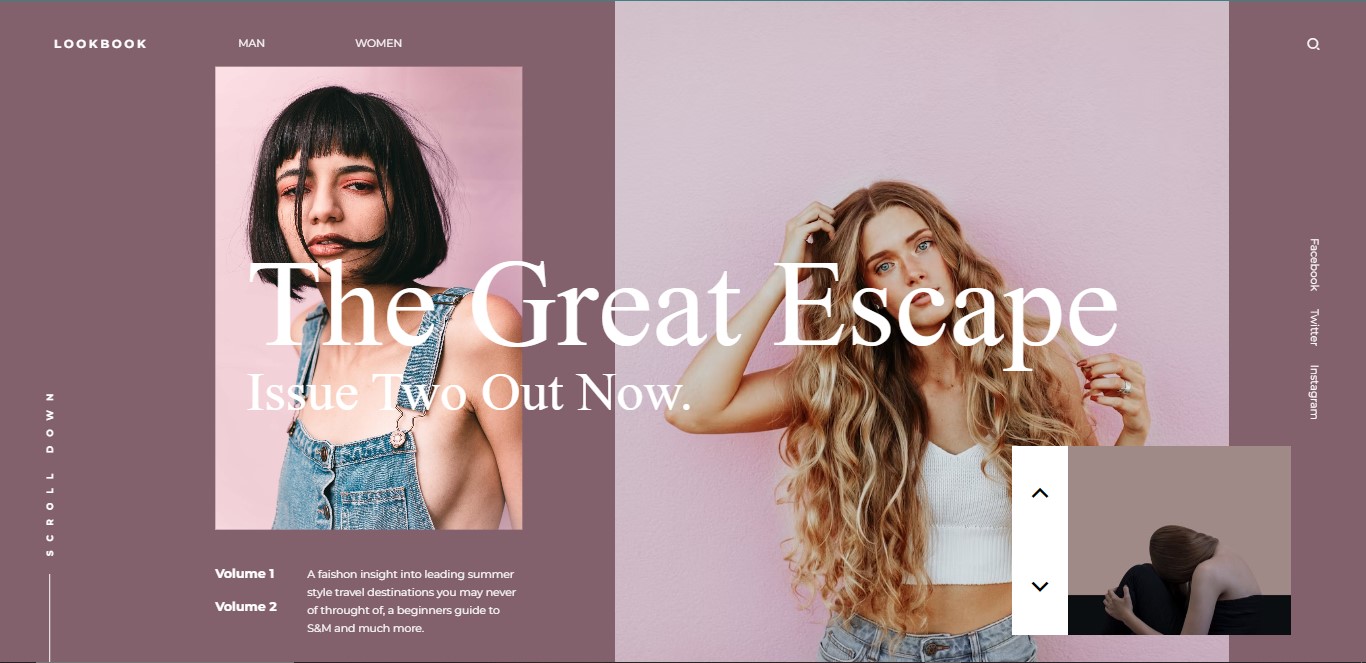 LOOKBOOK
MAN
WOMEN
The Great Escape
Issue Two Out Now.
Facebook
Twitter
Instagram
SCROLL DOWN
Volume 1
Volume 2
A faishon insight into leading summer
style travel destinations you may never
of throught of, a beginners guide to
S&M and much more.